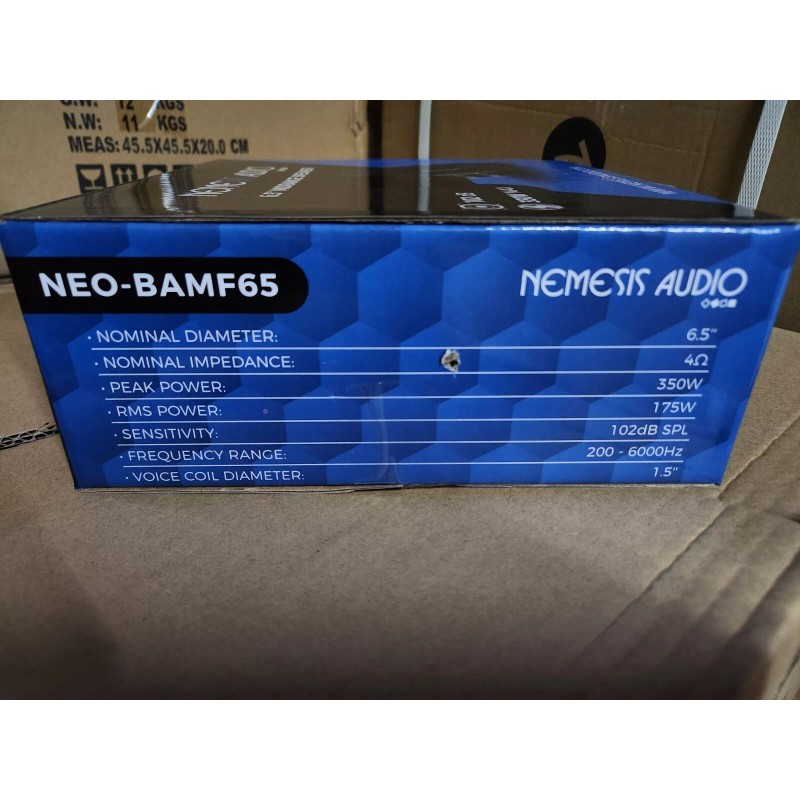 N.W: 11 KGS
MEAS: 45.5X45.5X20.0 CM
NEO-BAMF65
NEMESIS AUDIO
· NOMINAL DIAMETER: 6.5"
· NOMINAL IMPEDANCE: 4Ω
· PEAK POWER: 350W
· RMS POWER: 175W
· SENSITIVITY: 102dB SPL
· FREQUENCY RANGE: 200 - 6000Hz
· VOICE COIL DIAMETER: 1.5"